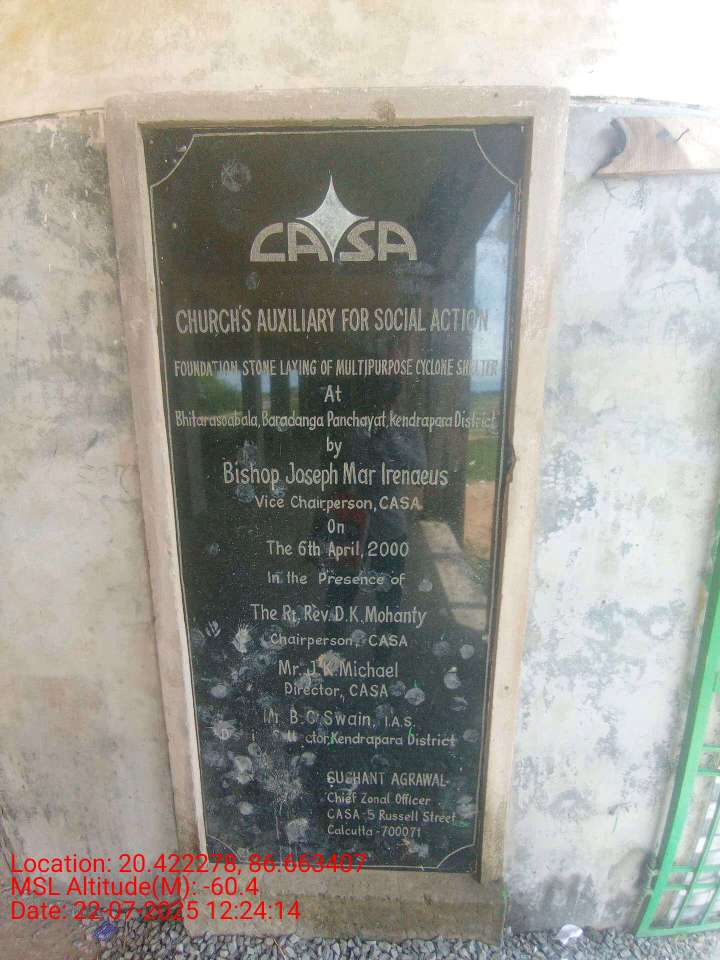 CASA
CHURCH'S AUXILIARY FOR SOCIAL ACTION
FOUNDATION STONE LAYING OF MULTIPURPOSE CYCLONE SHELTER
At
Bhitarasoabala, Baradanga Panchayat, Kendrapara District
by
Bishop Joseph Mar Irenaeus
Vice Chairperson, CASA
On
The 6th April, 2000
In the Presence of
The Rt. Rev. D.K. Mohanty
Chairperson, CASA
Mr. J.K. Michael
Director, CASA
B.C. Swain, I.A.S.
Kendrapara District
SUSHANT AGRAWAL
Chief Zonal Officer
CASA-5 Russell Street
Calcutta-700071
Location: 20.422278, 86.663407
MSL Altitude(M): -60.4
Date: 22-07-2025 12:24:14